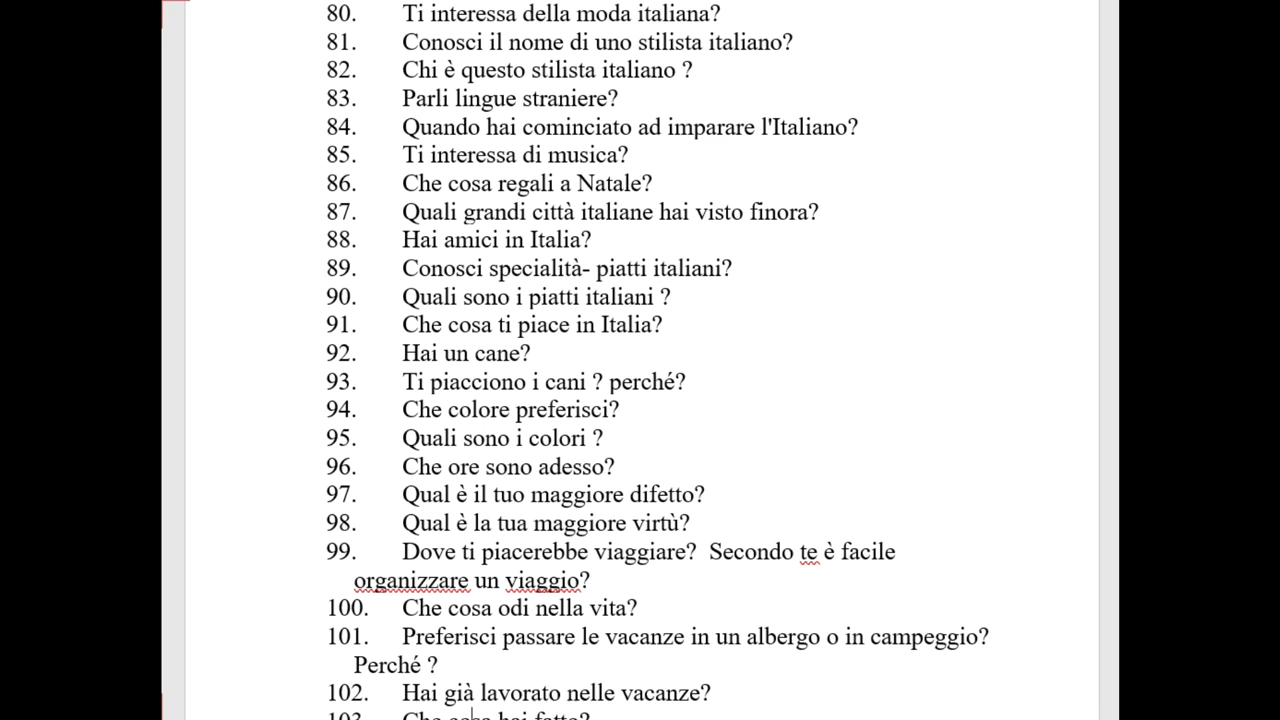 80. Ti interessa della moda italiana?
81. Conosci il nome di uno stilista italiano?
82. Chi è questo stilista italiano ?
83. Parli lingue straniere?
84. Quando hai cominciato ad imparare l'Italiano?
85. Ti interessa di musica?
86. Che cosa regali a Natale?
87. Quali grandi città italiane hai visto finora?
88. Hai amici in Italia?
89. Conosci specialità- piatti italiani?
90. Quali sono i piatti italiani ?
91. Che cosa ti piace in Italia?
92. Hai un cane?
93. Ti piacciono i cani ? perché?
94. Che colore preferisci?
95. Quali sono i colori ?
96. Che ore sono adesso?
97. Qual è il tuo maggiore difetto?
98. Qual è la tua maggiore virtù?
99. Dove ti piacerebbe viaggiare? Secondo te è facile
organizzare un viaggio?
100. Che cosa odi nella vita?
101. Preferisci passare le vacanze in un albergo o in campeggio?
Perché ?
102. Hai già lavorato nelle vacanze?
103. Che cosa hai fatto?